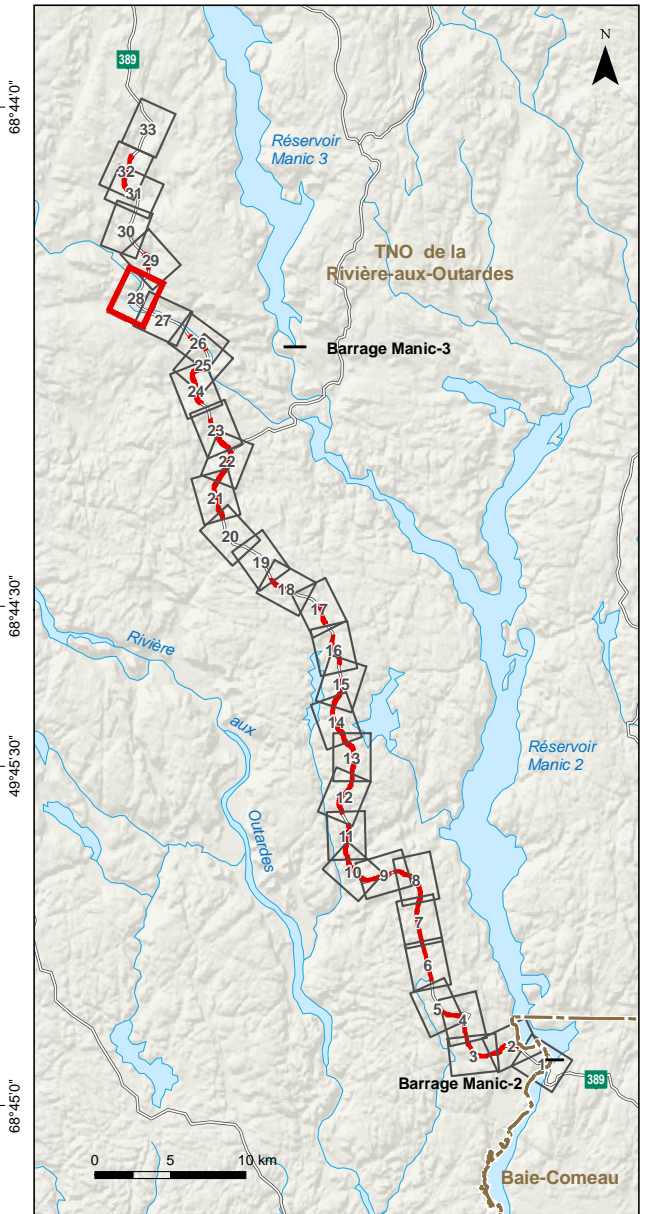 N
389
68°44'0"
33
Réservoir
Manic 3
32
31
TNO de la
Rivière-aux-Outardes
30
29
28
27
26
Barrage Manic-3
25
24
23
22
21
20
19
18
68°44'30"
17
Rivière
aux
Outardes
16
15
14
Réservoir
Manic 2
49°45'30"
13
12
11
10
9
8
7
6
5
4
3
2
1
Barrage Manic-2
389
68°45'0"
0 5 10 km
Baie-Comeau